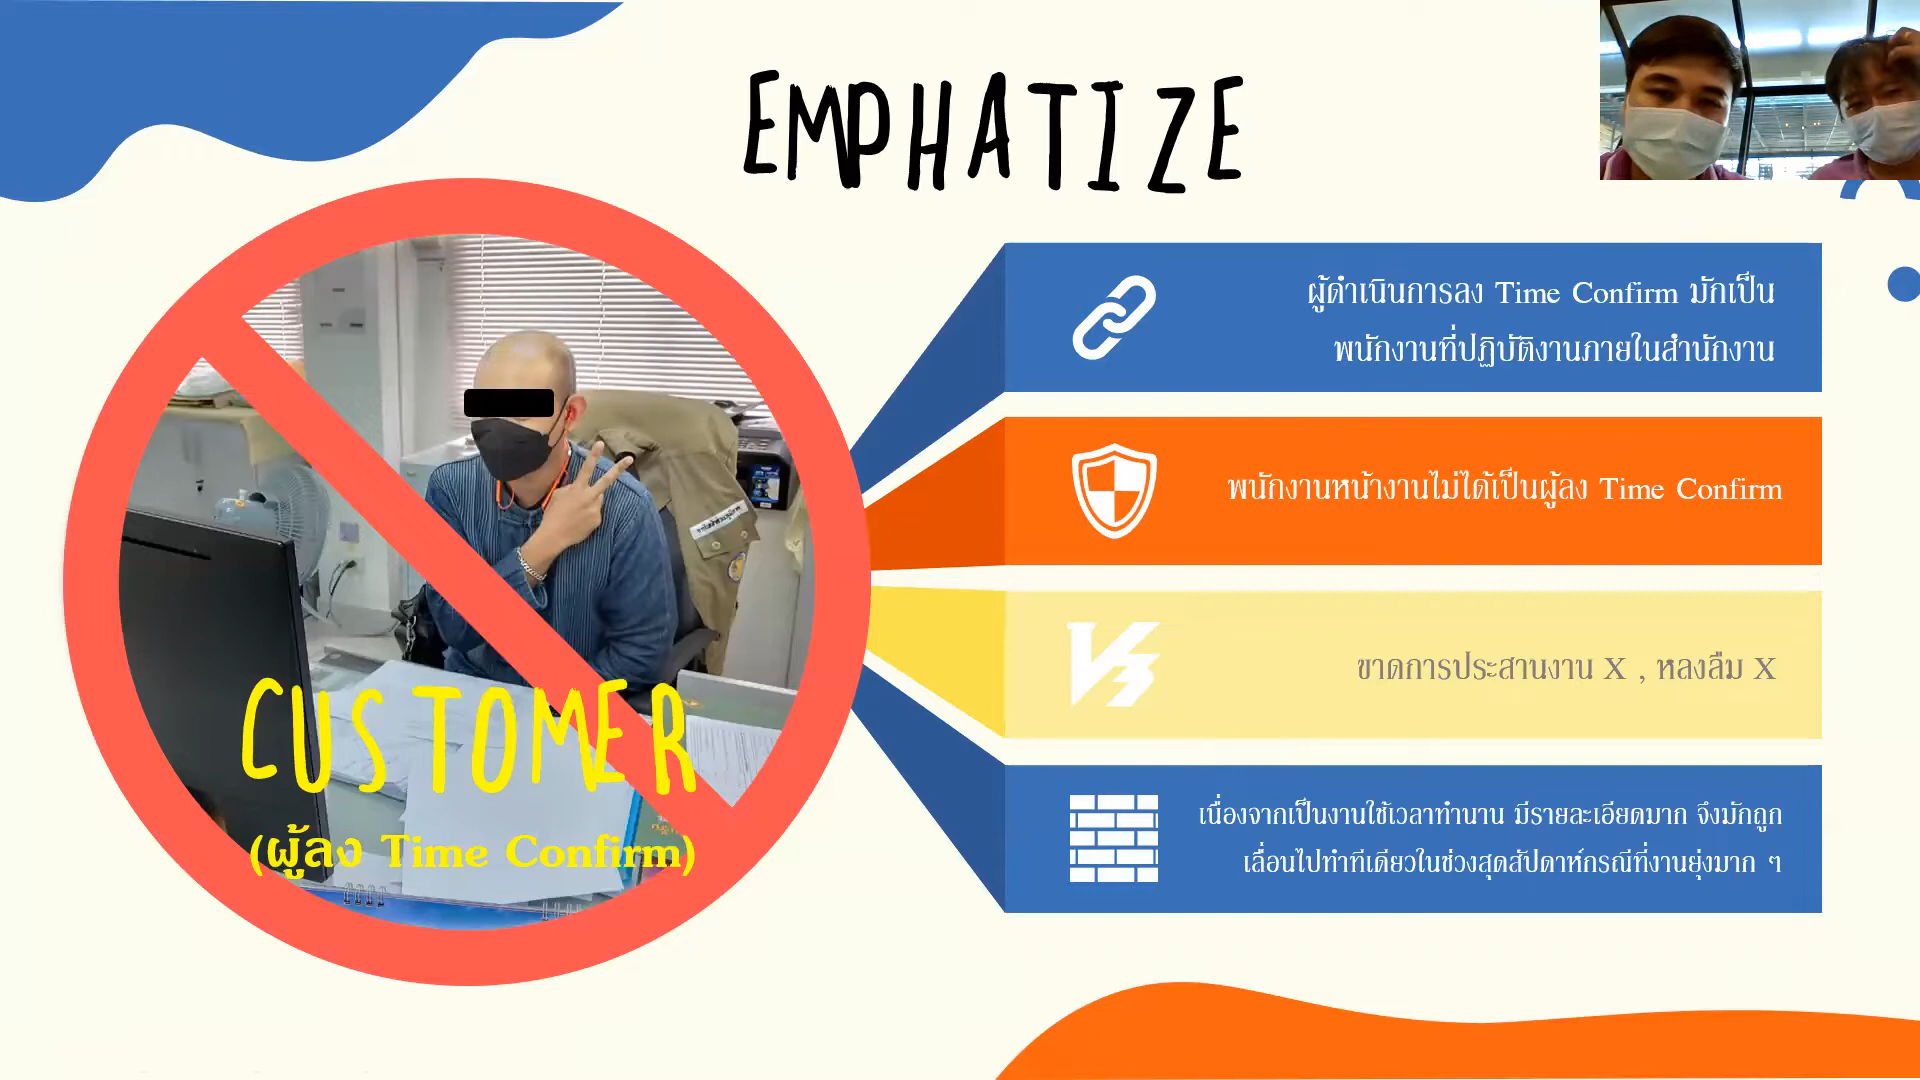 EMPHATIZE
ผู้ดำเนินการลง Time Confirm มักเป็น
พนักงานที่ปฏิบัติงานภายในสำนักงาน
พนักงานหน้างานไม่ได้เป็นผู้ลง Time Confirm
ขาดการประสานงาน X , หลงลืม X
เนื่องจากเป็นงานใช้เวลาทำนาน มีรายละเอียดมาก จึงมักถูก
เลื่อนไปทำทีเดียวในช่วงสุดสัปดาห์กรณีที่งานยุ่งมาก ๆ
CUSTOMER
(ผู้ลง Time Confirm)